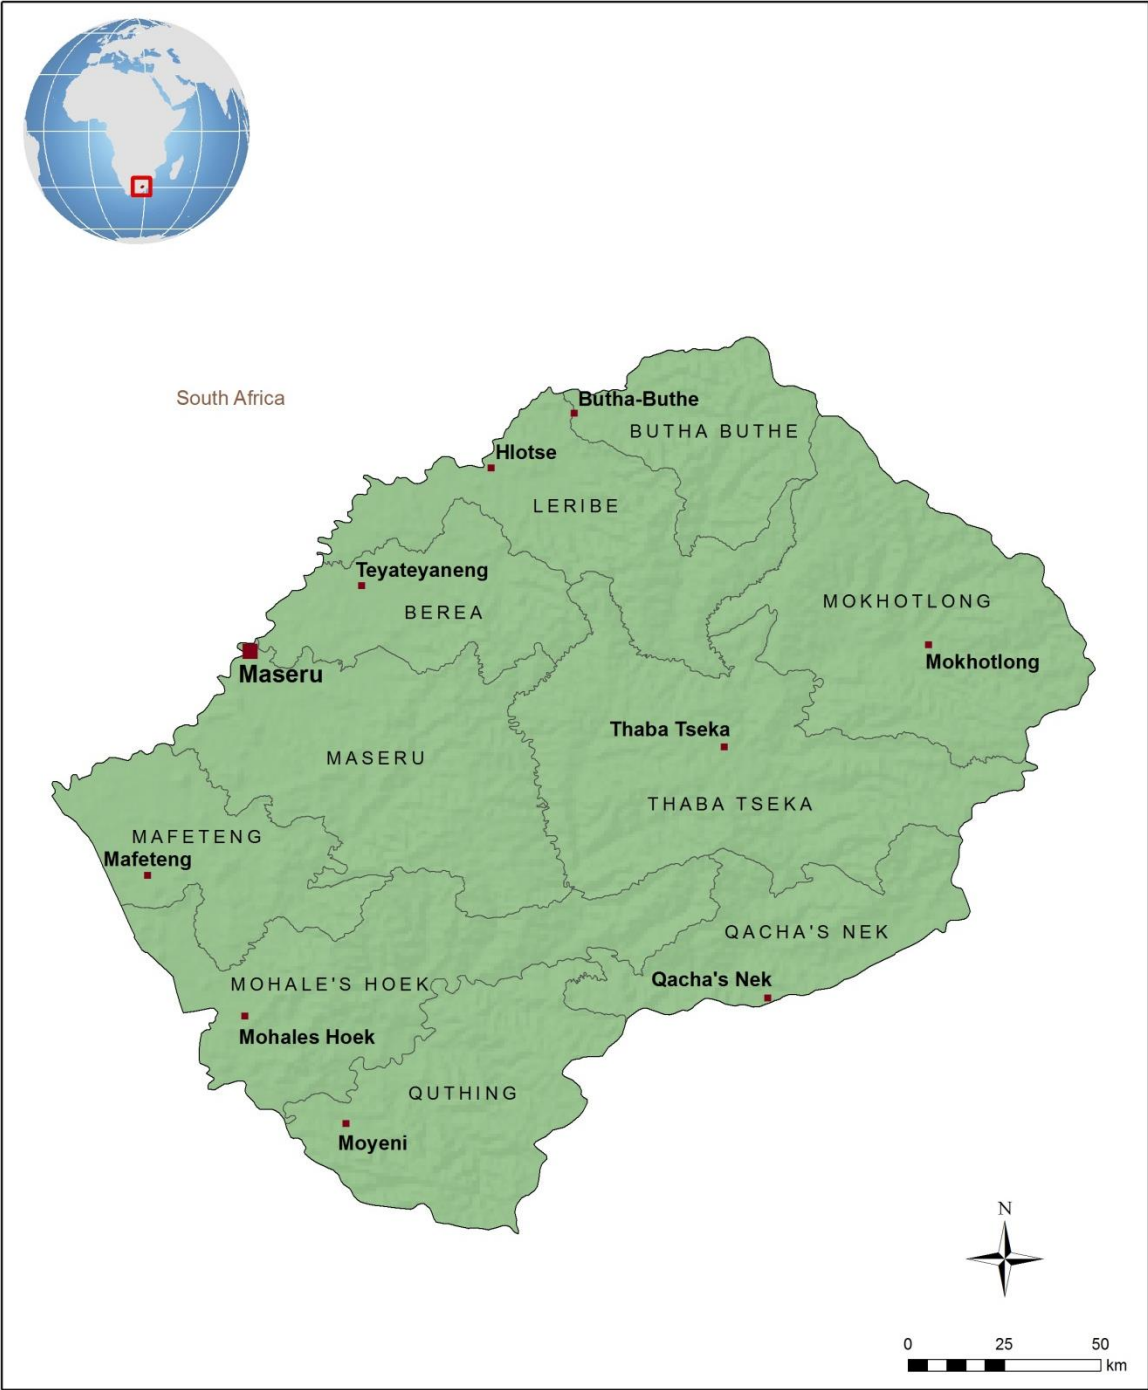 South Africa
Butha-Buthe
BUTHA BUTHE
Hlotse
LERIBE
Teyateyaneng
BEREA
MOKHOTLONG
Mokhotlong
Maseru
MASERU
Thaba Tseka
THABA TSEKA
MAFETENG
Mafeteng
QACHA'S NEK
Qacha's Nek
MOHALE'S HOEK
Mohales Hoek
QUTHING
Moyeni
N
0 25 50
km